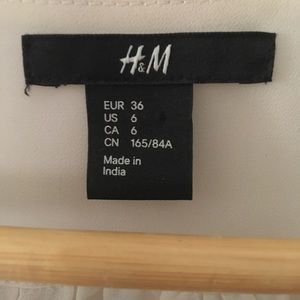 H&M
EUR 36
US 6
CA 6
CN 165/84A
Made in
India